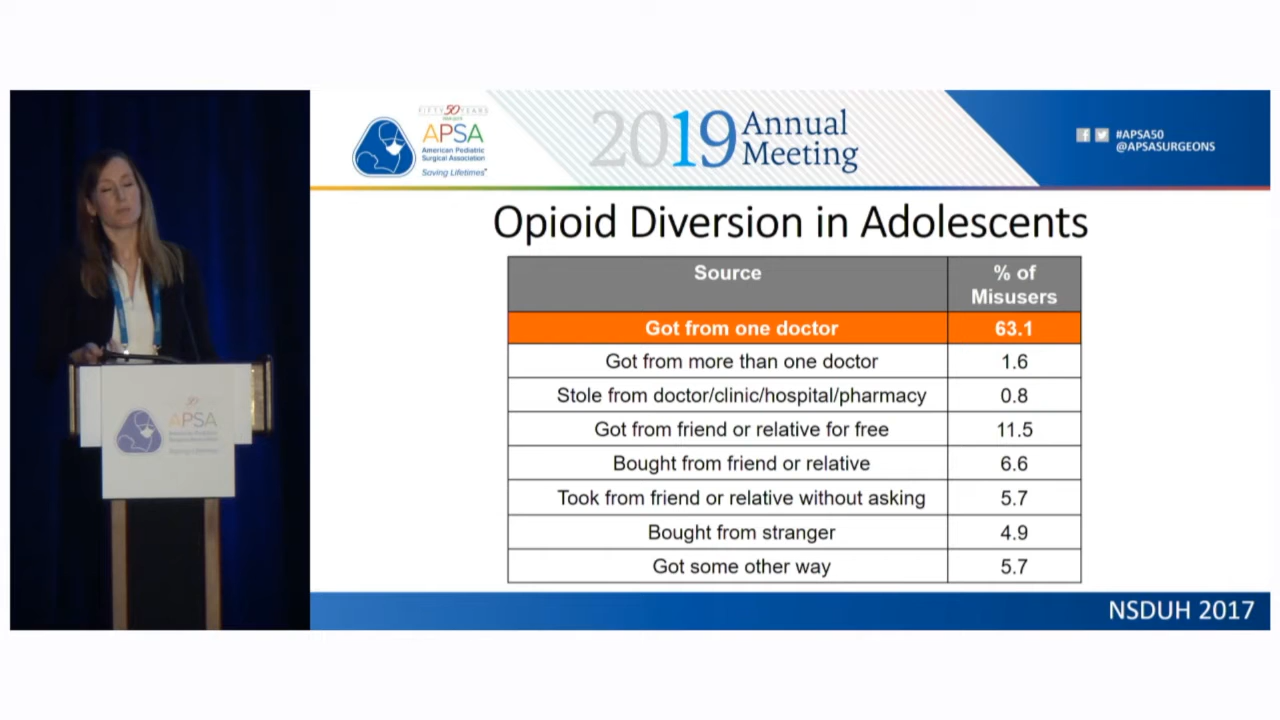 FIFTY 50 YEARS
APSA
American Pediatric
Surgical Association
Saving Lifetimes
2019 Annual
Meeting
#APSA50
@APSASURGEONS
Opioid Diversion in Adolescents
Source % of
Misusers
Got from one doctor 63.1
Got from more than one doctor 1.6
Stole from doctor/clinic/hospital/pharmacy 0.8
Got from friend or relative for free 11.5
Bought from friend or relative 6.6
Took from friend or relative without asking 5.7
Bought from stranger 4.9
Got some other way 5.7
NSDUH 2017
50
APSA